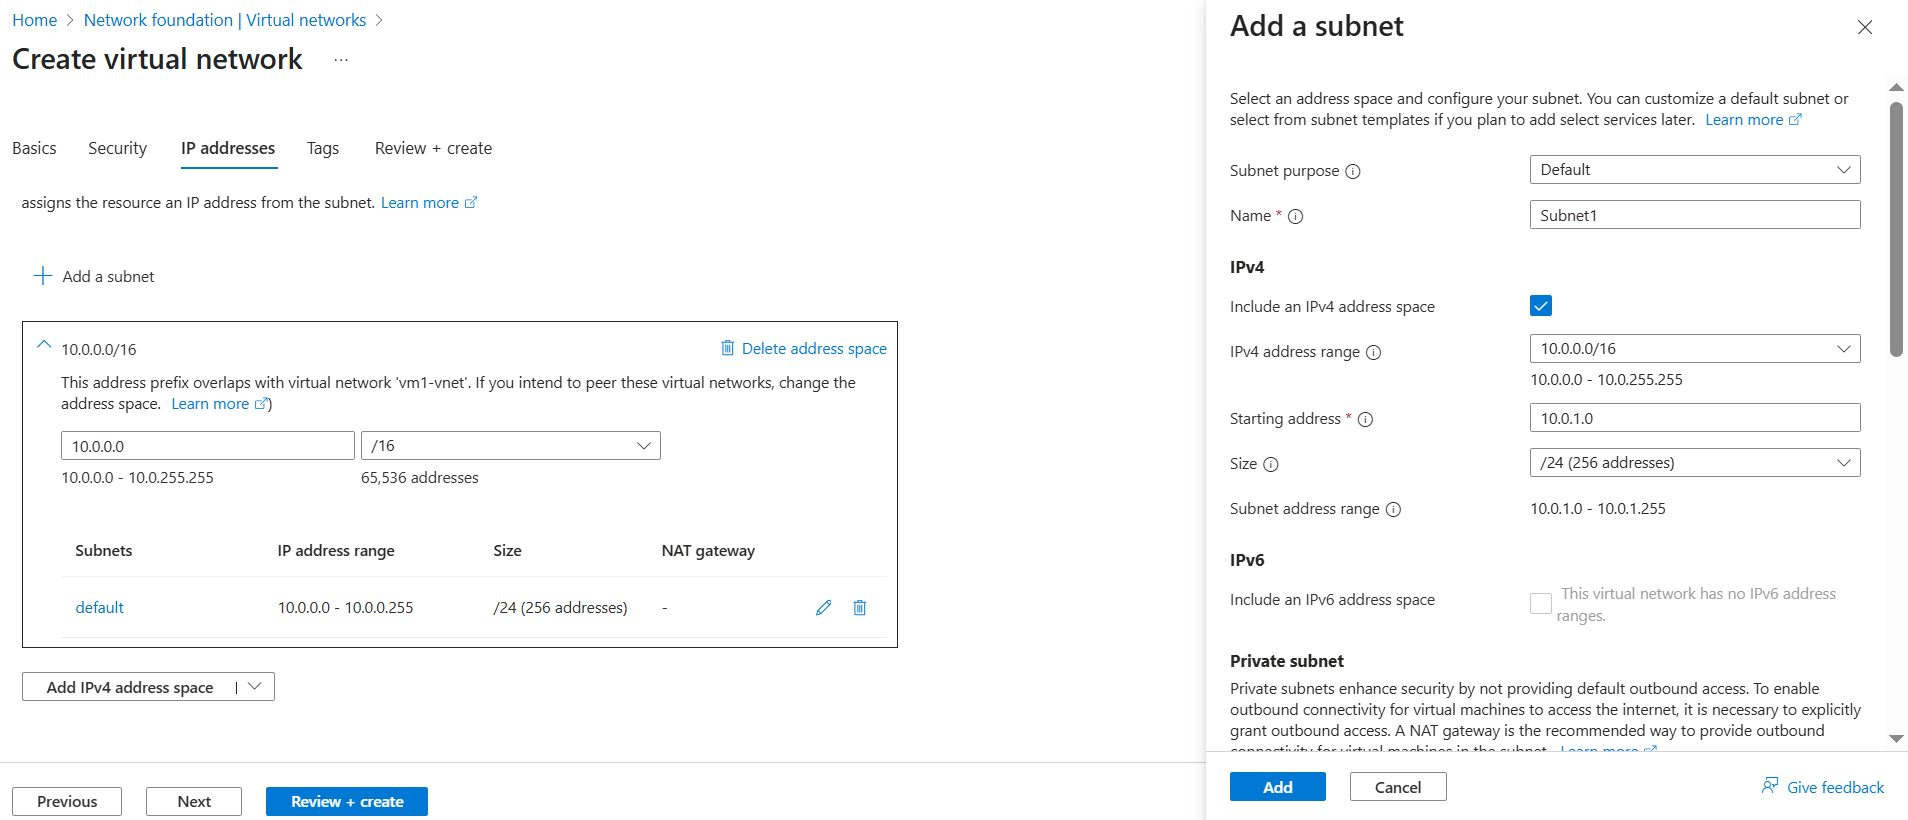 Home > Network foundation | Virtual networks >
Create virtual network ...
Basics Security IP addresses Tags Review + create
assigns the resource an IP address from the subnet. Learn more
Add a subnet
10.0.0.0/16 Delete address space
This address prefix overlaps with virtual network 'vm1-vnet'. If you intend to peer these virtual networks, change the
address space. Learn more )
10.0.0.0 /16
10.0.0.0 - 10.0.255.255 65,536 addresses
Subnets IP address range Size NAT gateway
default 10.0.0.0 - 10.0.0.255 /24 (256 addresses) -
Add IPv4 address space |
Previous Next Review + create
Add a subnet
Select an address space and configure your subnet. You can customize a default subnet or
select from subnet templates if you plan to add select services later. Learn more
Subnet purpose Default
Name * Subnet1
IPv4
Include an IPv4 address space
IPv4 address range 10.0.0.0/16
10.0.0.0 - 10.0.255.255
Starting address * 10.0.1.0
Size /24 (256 addresses)
Subnet address range 10.0.1.0 - 10.0.1.255
IPv6
Include an IPv6 address space This virtual network has no IPv6 address
ranges.
Private subnet
Private subnets enhance security by not providing default outbound access. To enable
outbound connectivity for virtual machines to access the internet, it is necessary to explicitly
grant outbound access. A NAT gateway is the recommended way to provide outbound
connectivity for virtual machines in the subnet. Learn more
Add Cancel Give feedback